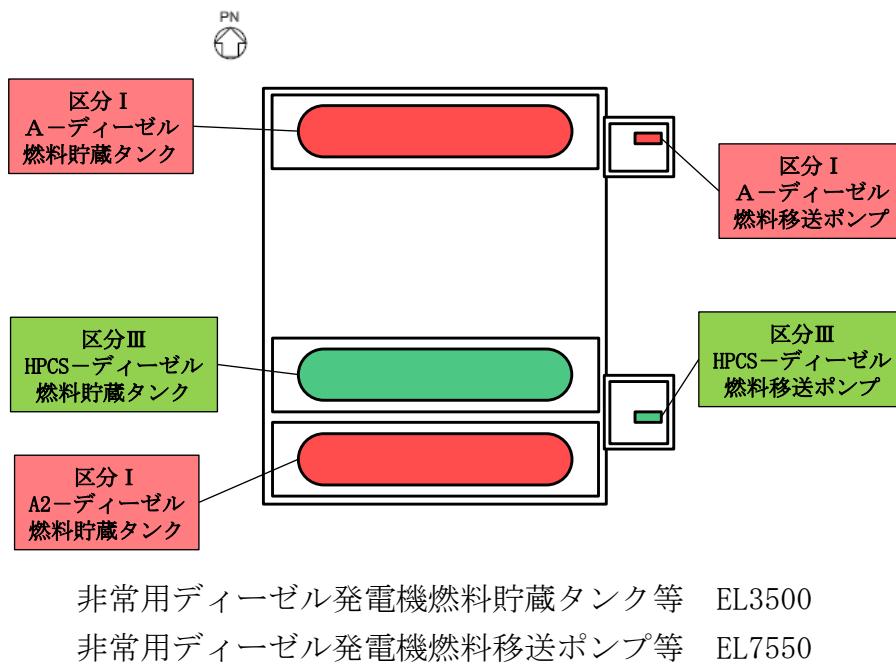 PN
区分Ⅰ
A-ディーゼル
燃料貯蔵タンク
区分Ⅰ
A-ディーゼル
燃料移送ポンプ
区分Ⅲ
HPCS-ディーゼル
燃料貯蔵タンク
区分Ⅲ
HPCS-ディーゼル
燃料移送ポンプ
区分Ⅰ
A2-ディーゼル
燃料貯蔵タンク
非常用ディーゼル発電機燃料貯蔵タンク等 EL3500
非常用ディーゼル発電機燃料移送ポンプ等 EL7550